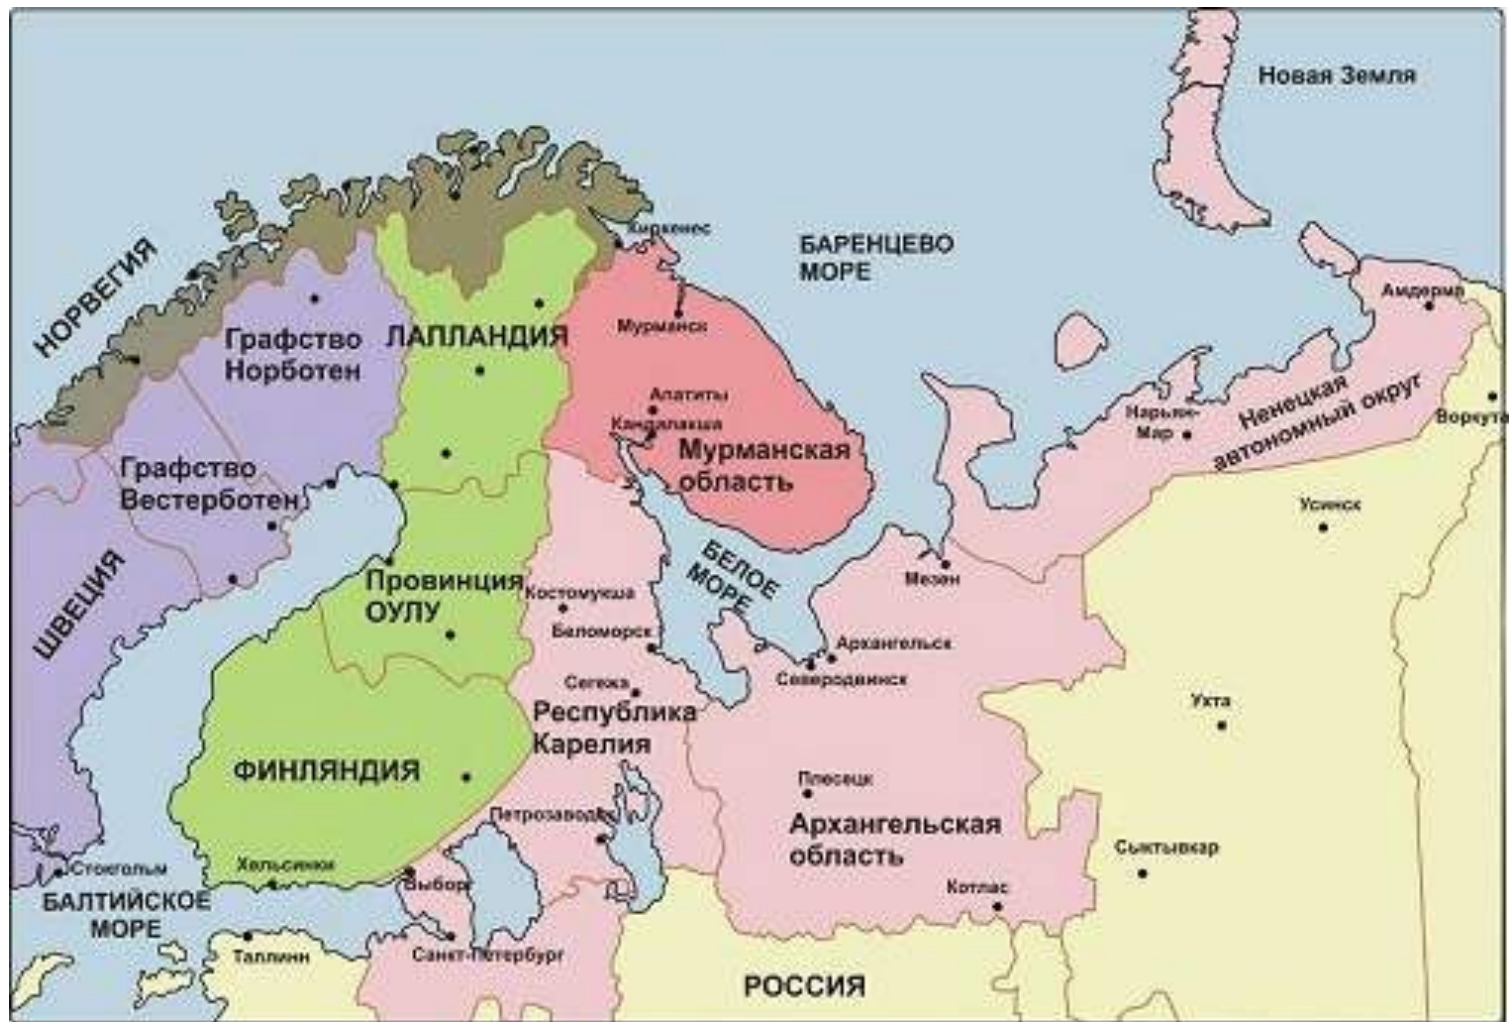 Новая Земля
Киркенес
БАРЕНЦЕВО
МОРЕ
НОРВЕГИЯ
Амдерма
Мурманск
Графство
Норботен
ЛАПЛАНДИЯ
Апатиты
Кандалакша
Нарьян-
Мар
Ненецкая
автономный округ
Воркута
Мурманская
область
Графство
Вестерботен
Усинск
БЕЛОЕ
МОРЕ
Мезен
ШВЕЦИЯ
Провинция
ОУЛУ
Костомукша
Беломорск
Архангельск
Северодвинск
Сегежа
Республика
Карелия
Ухта
ФИНЛЯНДИЯ
Плесецк
Петрозаводск
Архангельская
область
Сыктывкар
Стокгольм
Хельсинки
Выборг
Котлас
БАЛТИЙСКОЕ
МОРЕ
Таллинн
Санкт-Петербург
РОССИЯ